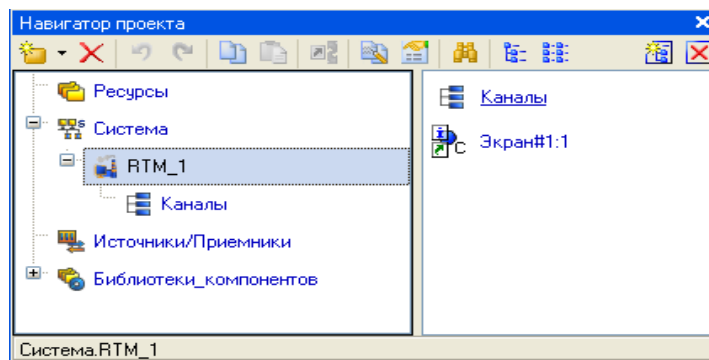 Навигатор проекта
Ресурсы
Система
RTM_1
Каналы
Источники/Приемники
Библиотеки_компонентов
Каналы
Экран#1:1
Система.RTM_1